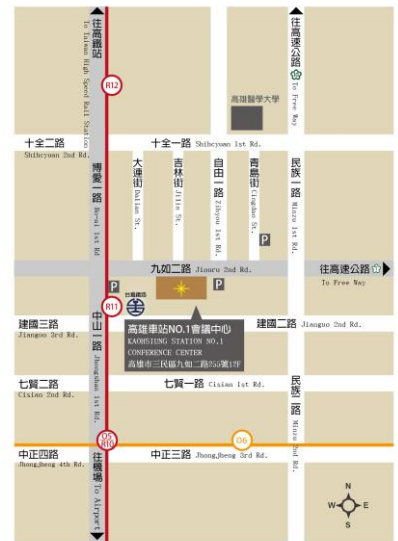 往高鐵站
To Taiwan High Speed Rail Station
往高速公路
To Free Way
R12
高雄醫學大學
十全二路
Shihcyuan 2nd Rd.
十全一路 Shihcyuan 1st Rd.
博愛一路 Bo-ai 1st Rd
大連街 Dalian St.
吉林街 Jilin St.
自由一路 Zihyou 1st Rd.
青島街 Cingdao St.
民族一路 Minzu 1st Rd.
P
九如二路 Jiouru 2nd Rd.
往高速公路
To Free Way
P
P
台灣鐵路
R11
建國三路
Jianguo 3rd Rd.
中山一路 Jhongshan 1st Rd.
高雄車站NO.1會議中心
KAOHSIUNG STATION NO.1
CONFERENCE CENTER
高雄市三民區九如二路255號12F
建國二路 Jianguo 2nd Rd.
七賢二路
Cisian 2nd Rd.
七賢一路 Cisian 1st Rd.
民族二路 Minzu 2nd Rd.
O5
R10
O6
中正四路
Jhongjheng 4th Rd.
往機場 To Airport
中正三路 Jhongjheng 3rd Rd.
N
W
E
S